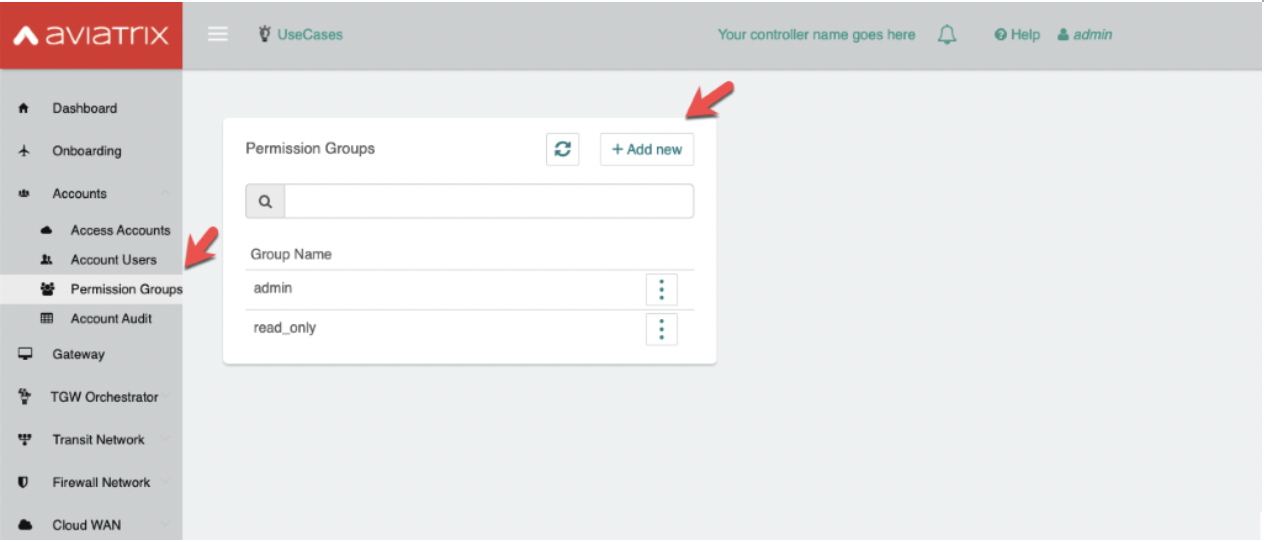 aviatrix
UseCases
Your controller name goes here
Help
admin
Dashboard
Onboarding
Accounts
Access Accounts
Account Users
Permission Groups
Account Audit
Gateway
TGW Orchestrator
Transit Network
Firewall Network
Cloud WAN
Permission Groups
+ Add new
Group Name
admin
read_only